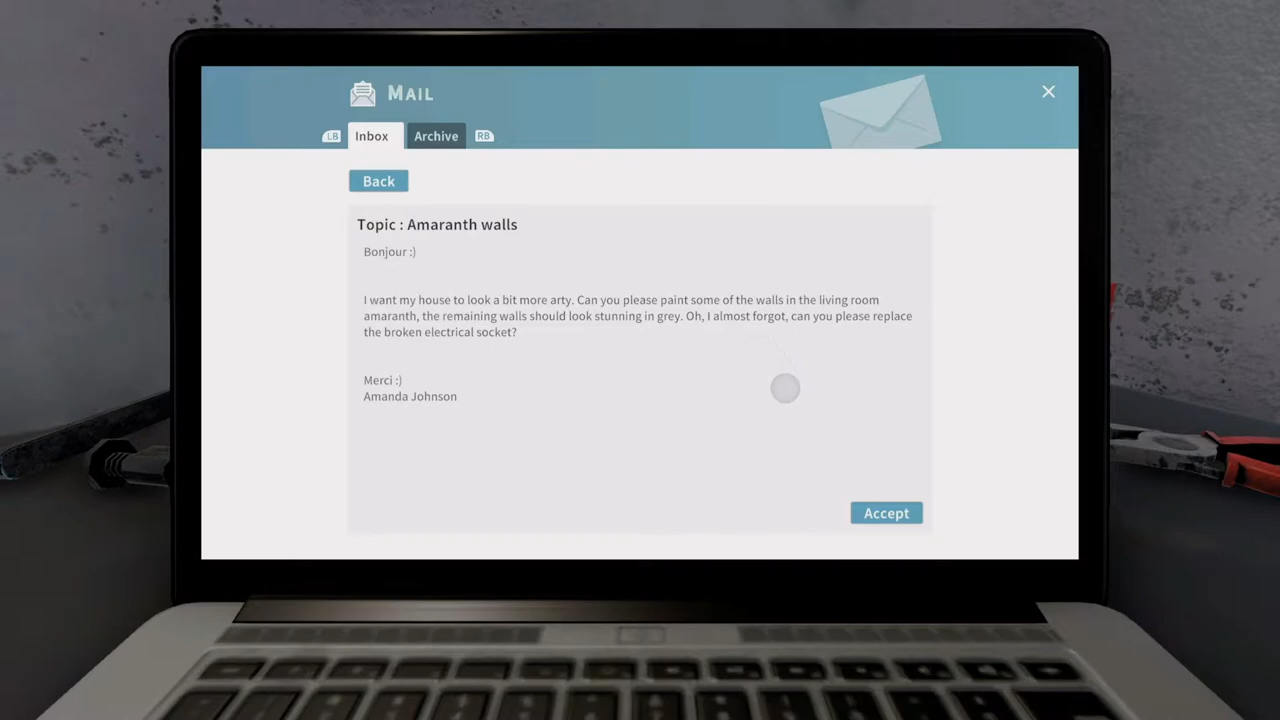 MAIL
LB Inbox Archive RB
Back
Topic : Amaranth walls
Bonjour :)
I want my house to look a bit more arty. Can you please paint some of the walls in the living room
amaranth, the remaining walls should look stunning in grey. Oh, I almost forgot, can you please replace
the broken electrical socket?
Merci :)
Amanda Johnson
Accept